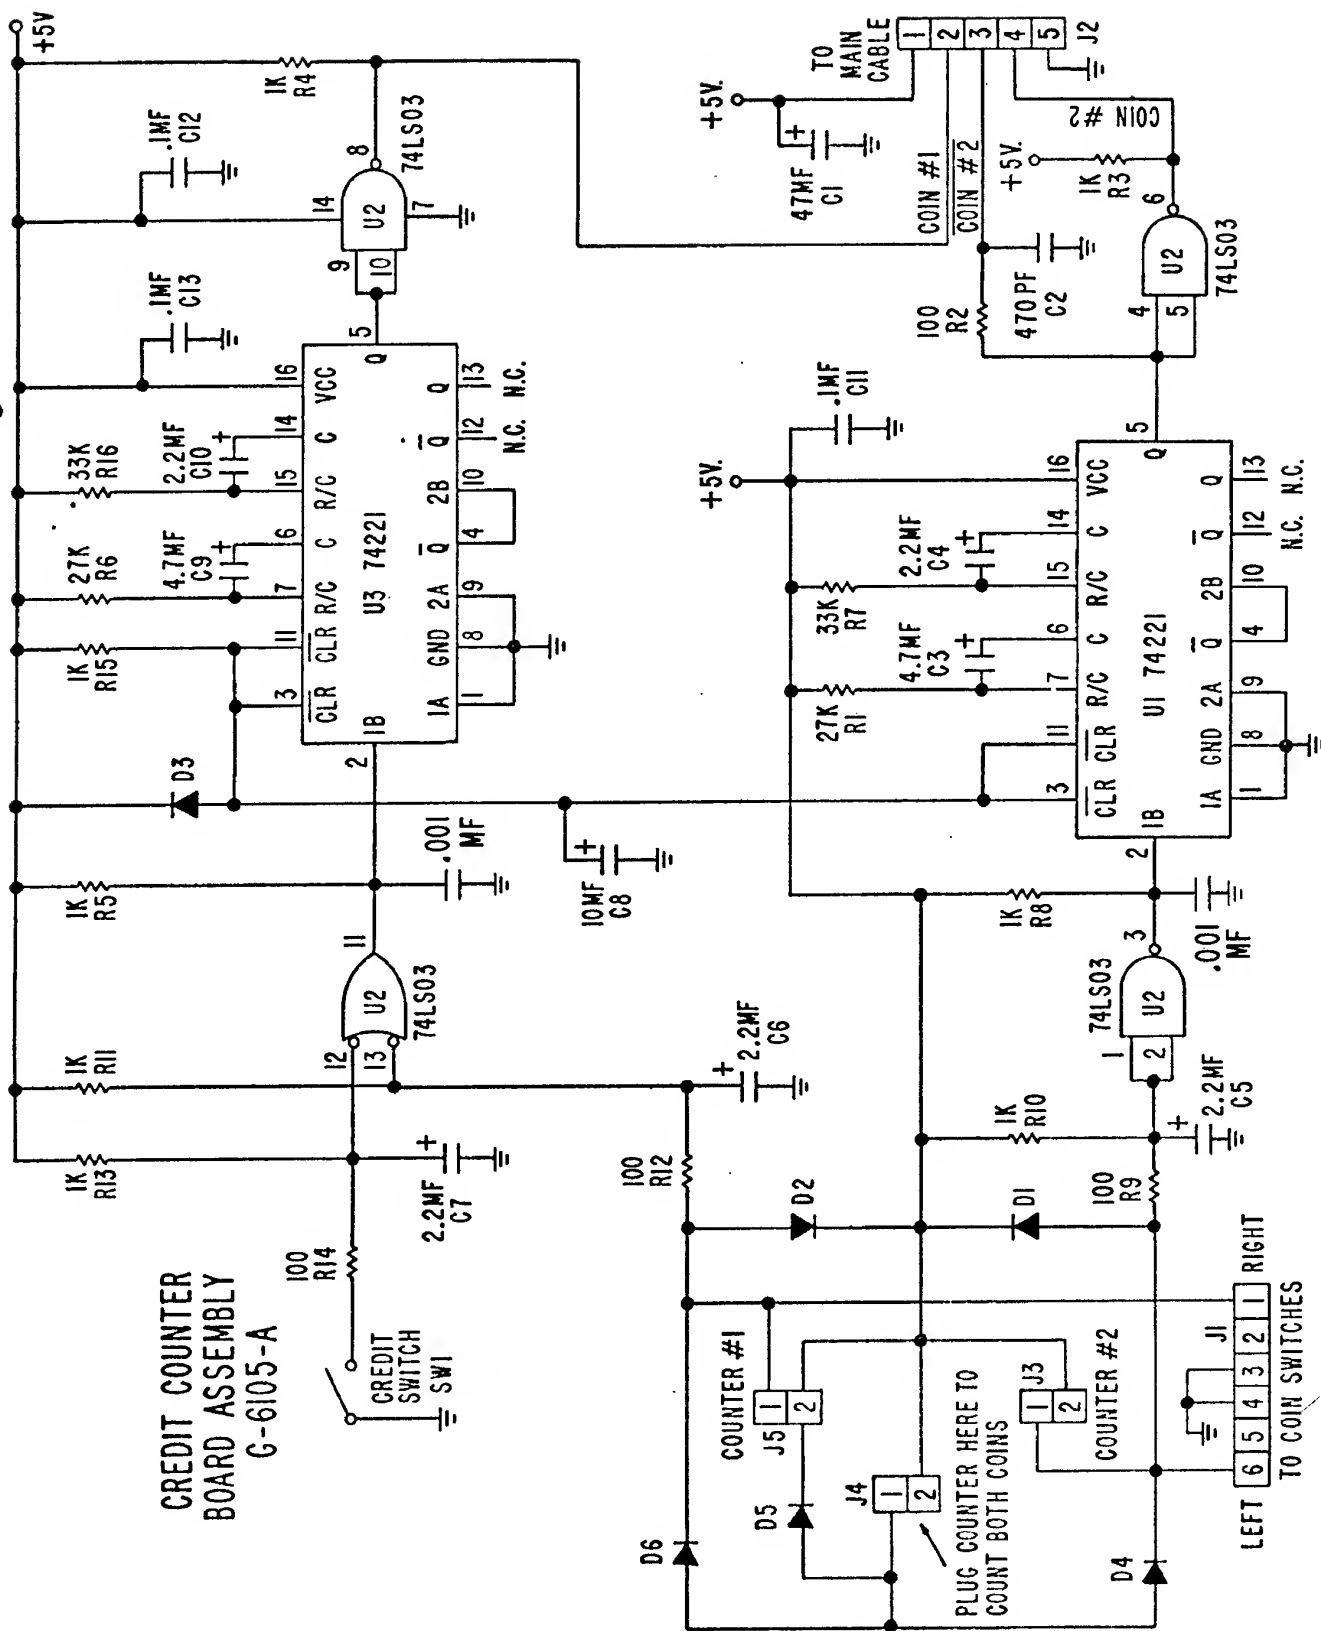 CREDIT COUNTER
BOARD ASSEMBLY
G-6105-A
+5V
1K
R13
1K
R11
1K
R5
D3
1K
R15
27K
R6
33K
R16
4.7MF
C9
2.2MF
C10
.1MF
C13
.1MF
C12
1K
R4
100
R14
CREDIT
SWITCH
SW1
2.2MF
C7
12
13
U2
11
74LS03
.001
MF
2
3
11
7
6
15
14
16
CLR
CLR
R/C
C
R/C
C
VCC
1B
U3 74221
Q
5
1A
GND
2A
Q
2B
Q
Q
1
8
9
4
10
12
13
N.C.
N.C.
9
10
14
U2
7
8
74LS03
10MF
C8
100
R12
2.2MF
C6
D6
D5
D2
D1
D4
COUNTER #1
J5
1
2
J4
1
2
PLUG COUNTER HERE TO
COUNT BOTH COINS
J3
1
2
COUNTER #2
LEFT
6
5
4
3
2
1
RIGHT
J1
TO COIN SWITCHES
100
R9
1K
R10
2.2MF
C5
1
2
U2
3
74LS03
1K
R8
.001
MF
+5V
27K
R1
33K
R7
4.7MF
C3
2.2MF
C4
.1MF
C11
3
11
7
6
15
14
16
CLR
CLR
R/C
C
R/C
C
VCC
1B
2
U1 74221
Q
5
1A
GND
2A
Q
2B
Q
Q
1
8
9
4
10
12
13
N.C.
N.C.
100
R2
470PF
C2
4
5
U2
6
74LS03
+5V.
1K
R3
COIN #2
COIN #1
COIN #2
+5V.
47MF
C1
TO
MAIN
CABLE
1
2
3
4
5
J2